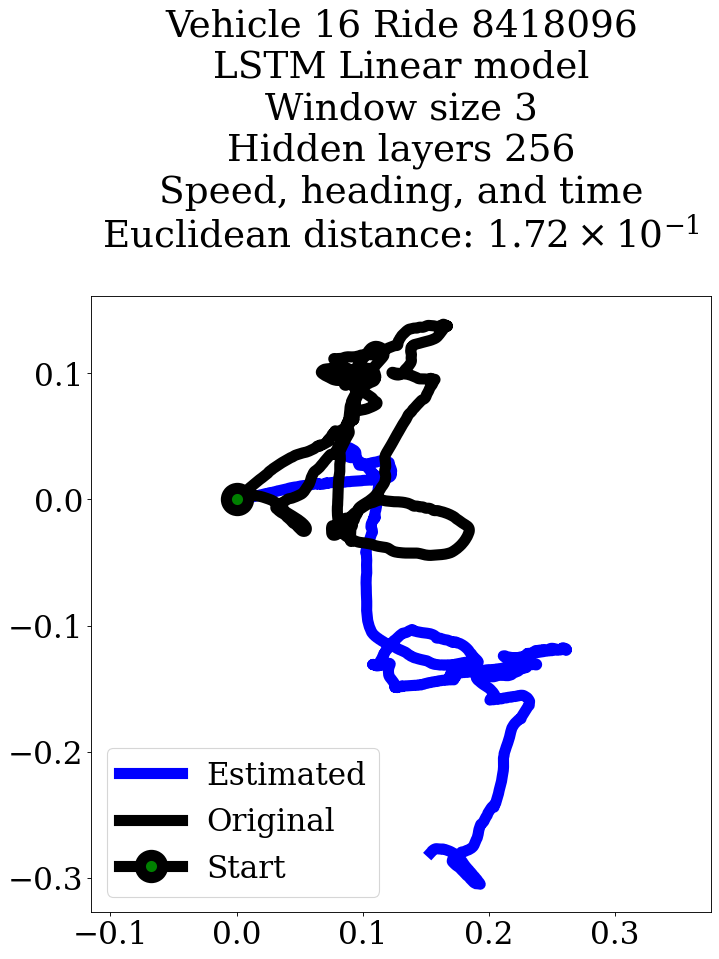 Vehicle 16 Ride 8418096
LSTM Linear model
Window size 3
Hidden layers 256
Speed, heading, and time
Euclidean distance: 1.72 × 10⁻¹
0.1
0.0
−0.1
−0.2
−0.3
Estimated
Original
Start
−0.1 0.0 0.1 0.2 0.3